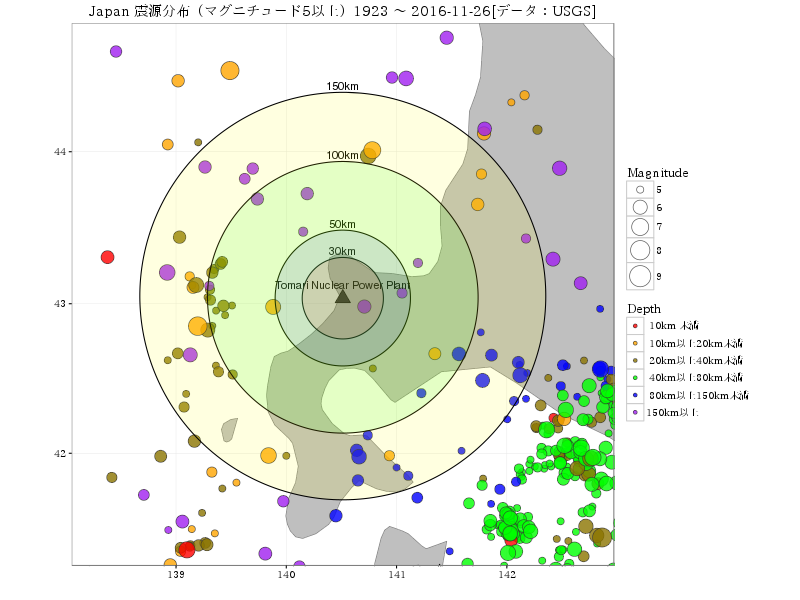 Japan 震源分布（マグニチュード5以上）1923 〜 2016-11-26[データ：USGS]
150km
100km
50km
30km
Tomari Nuclear Power Plant
44
43
42
139
140
141
142
Magnitude
5
6
7
8
9
Depth
10km 未満
10km以上20km未満
20km以上40km未満
40km以上80km未満
80km以上150km未満
150km以上